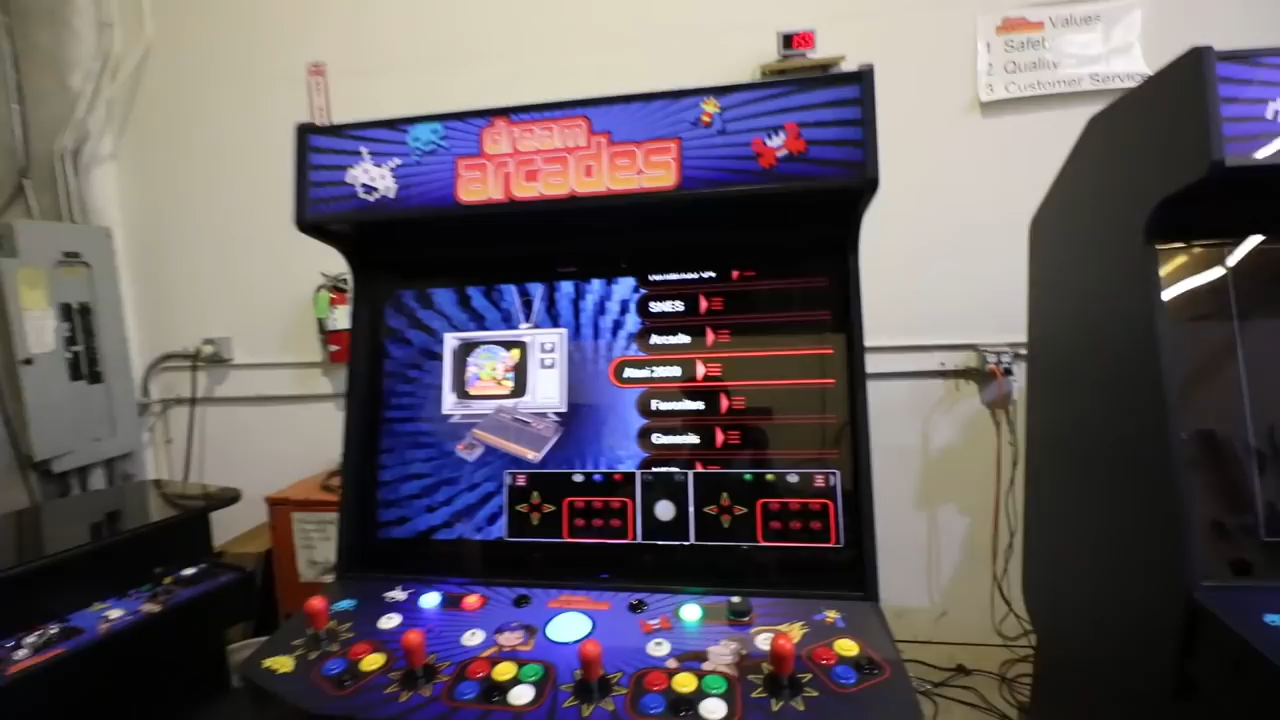 Values
1 Safety
2 Quality
3 Customer Service
dream
arcades
SNES
Arcade
Atari 2600
Favorites
Genesis